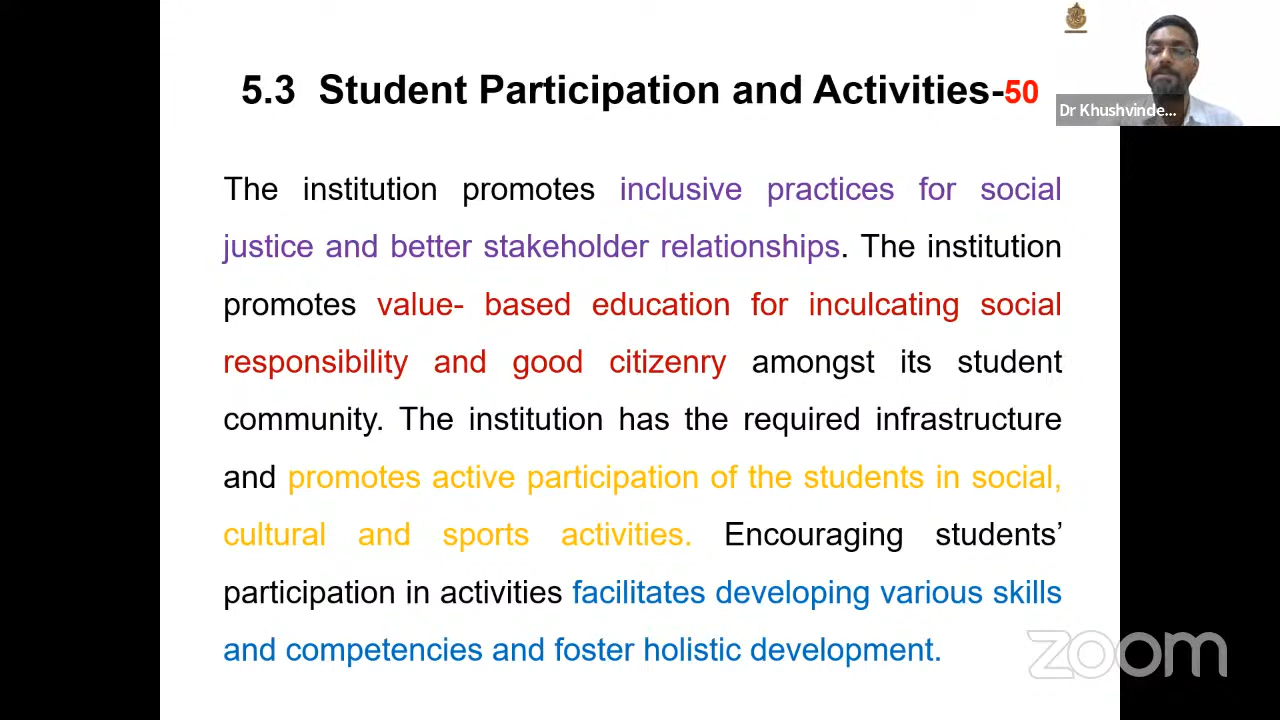 5.3 Student Participation and Activities-50
Dr Khushvinde...
The institution promotes inclusive practices for social
justice and better stakeholder relationships. The institution
promotes value- based education for inculcating social
responsibility and good citizenry amongst its student
community. The institution has the required infrastructure
and promotes active participation of the students in social,
cultural and sports activities. Encouraging students’
participation in activities facilitates developing various skills
and competencies and foster holistic development.
zoom